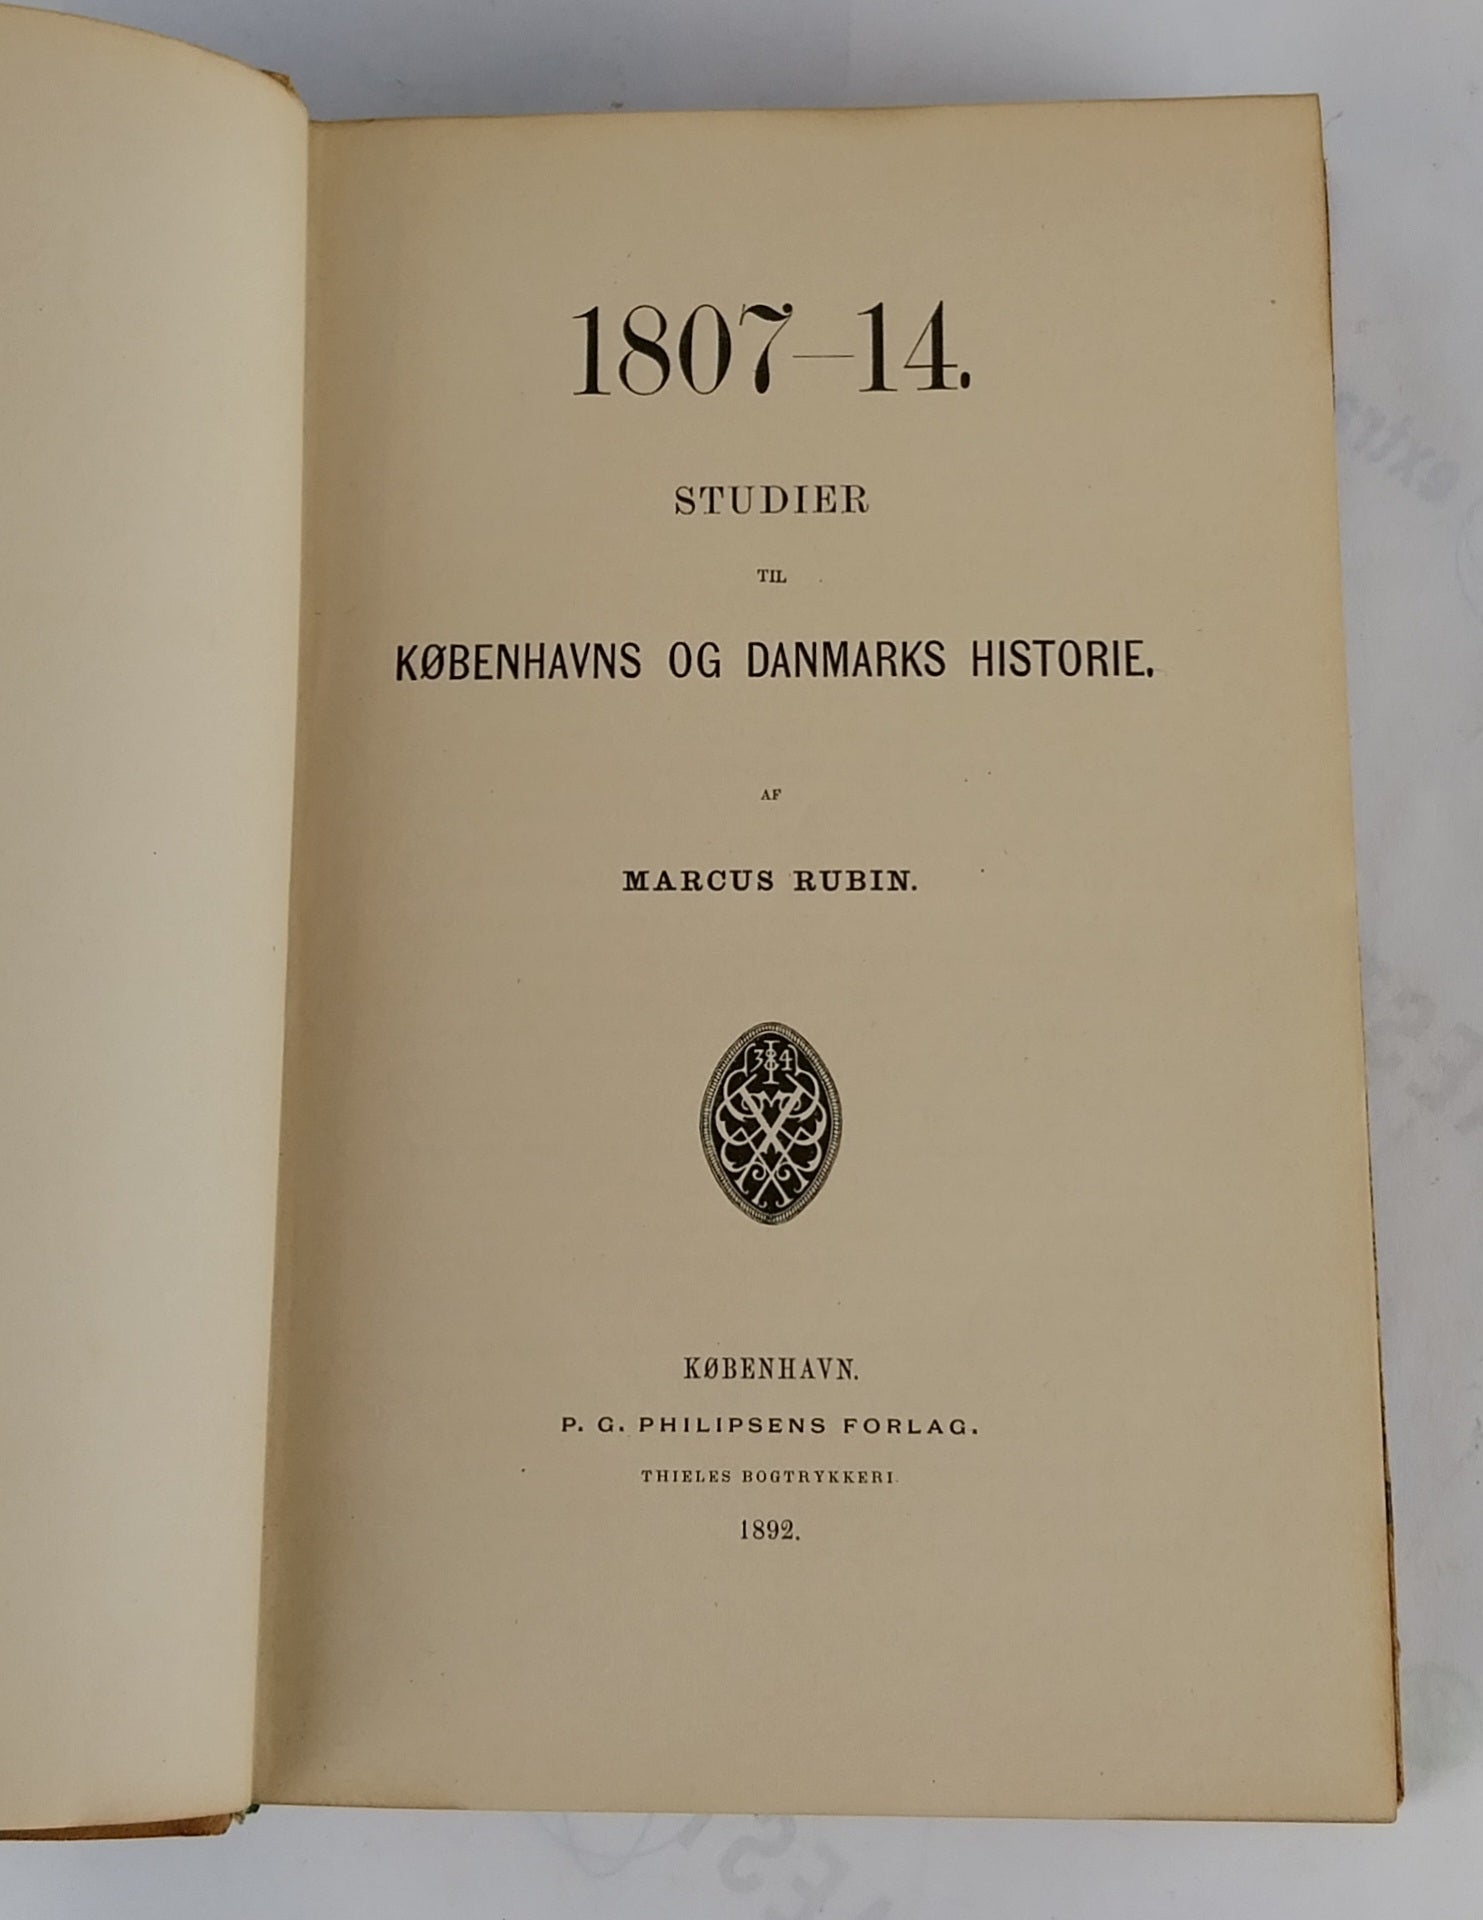 1807—14.
STUDIER
TIL
KØBENHAVNS OG DANMARKS HISTORIE.
AF
MARCUS RUBIN.
KØBENHAVN.
P. G. PHILIPSENS FORLAG.
THIELES BOGTRYKKERI.
1892.